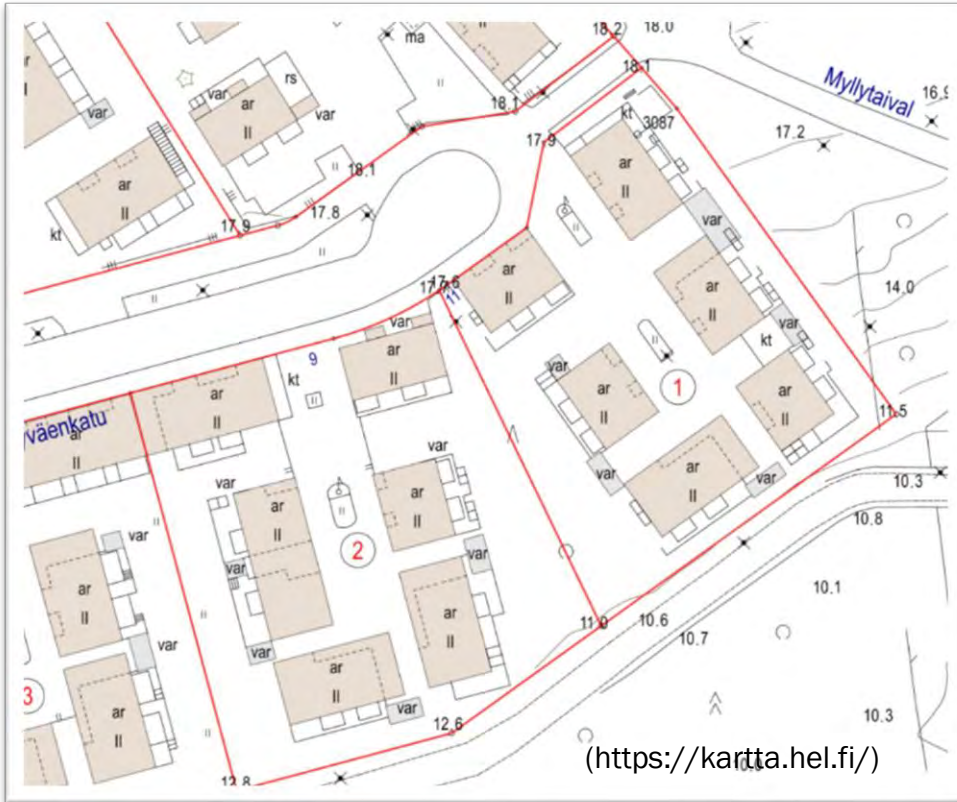 18.2
18.0
ma
II
18.1
Myllytaival
16.9
rs
var
ar
II
var
var
18.1
kt
3087
17.2
17.9
ar
II
ar
II
18.1
kt
17.9
17.8
var
ar
II
14.0
17.6
11
ar
II
var
var
kt
9
ar
II
kt
var
ar
II
1
ar
II
11.5
väenkatu
ar
II
ar
II
var
var
ar
II
var
ar
II
var
10.3
10.8
var
ar
II
2
ar
II
var
var
var
ar
II
ar
II
10.1
11.0
10.6
10.7
var
var
ar
II
3
ar
II
var
12.6
10.3
12.8
(https://kartta.hel.fi/)